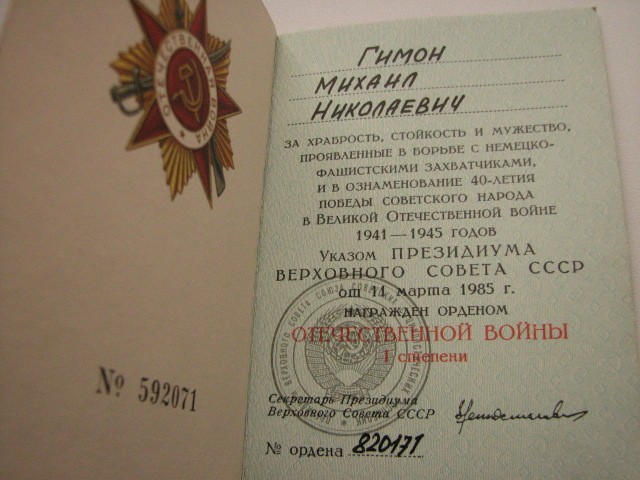 ОТЕЧЕСТВЕННАЯ ВОЙНА
№ 592071
ГИМОН
МИХАИЛ
НИКОЛАЕВИЧ
ЗА ХРАБРОСТЬ, СТОЙКОСТЬ И МУЖЕСТВО,
ПРОЯВЛЕННЫЕ В БОРЬБЕ С НЕМЕЦКО-
ФАШИСТСКИМИ ЗАХВАТЧИКАМИ,
И В ОЗНАМЕНОВАНИЕ 40-ЛЕТИЯ
ПОБЕДЫ СОВЕТСКОГО НАРОДА
В ВЕЛИКОЙ ОТЕЧЕСТВЕННОЙ ВОЙНЕ
1941—1945 ГОДОВ
УКАЗОМ ПРЕЗИДИУМА
ВЕРХОВНОГО СОВЕТА СССР
от 11 марта 1985 г.
НАГРАЖДЕН ОРДЕНОМ
ОТЕЧЕСТВЕННОЙ ВОЙНЫ
I степени
Секретарь Президиума
Верховного Совета СССР
№ ордена 820171